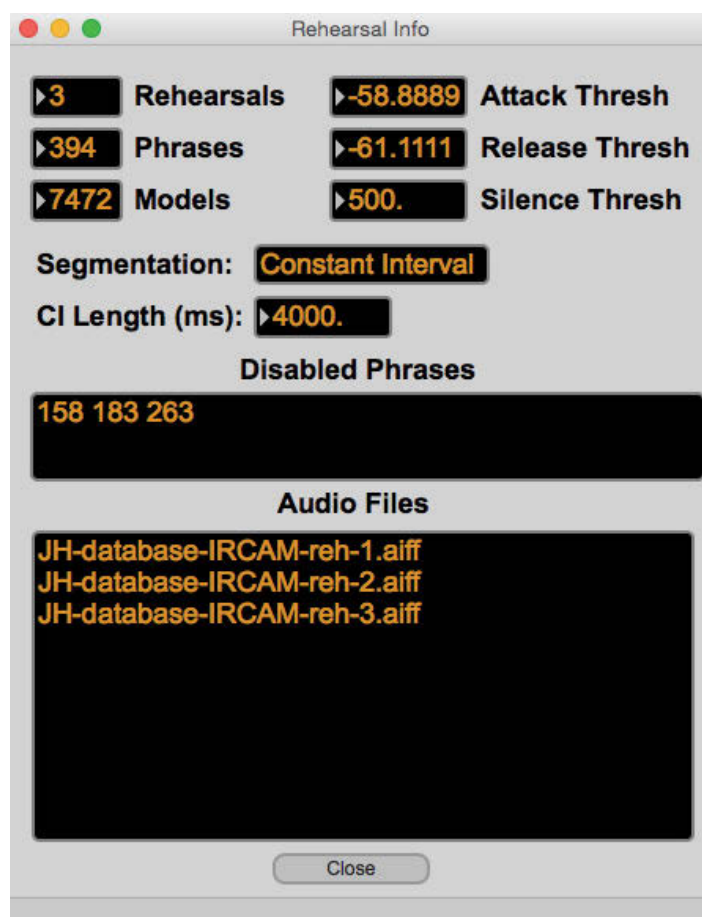 Rehearsal Info
3 Rehearsals -58.8889 Attack Thresh
394 Phrases -61.1111 Release Thresh
7472 Models 500. Silence Thresh
Segmentation: Constant Interval
CI Length (ms): 4000.
Disabled Phrases
158 183 263
Audio Files
JH-database-IRCAM-reh-1.aiff
JH-database-IRCAM-reh-2.aiff
JH-database-IRCAM-reh-3.aiff
Close